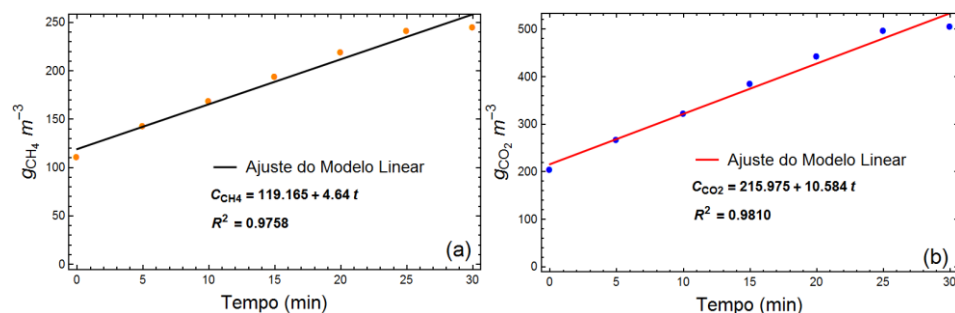 g_CH4 m^−3
250
200
150
100
50
0
Ajuste do Modelo Linear
C_CH4 = 119.165 + 4.64 t
R^2 = 0.9758
(a)
0 5 10 15 20 25 30
Tempo (min)
g_CO2 m^−3
500
400
300
200
100
0
Ajuste do Modelo Linear
C_CO2 = 215.975 + 10.584 t
R^2 = 0.9810
(b)
0 5 10 15 20 25 30
Tempo (min)